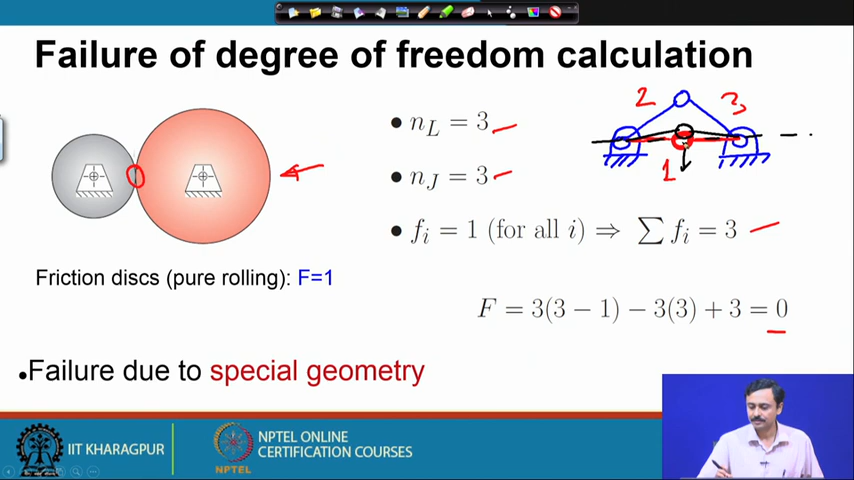 Failure of degree of freedom calculation
2 3
1
• n_L = 3
• n_J = 3
• f_i = 1 (for all i) ⇒ ∑ f_i = 3
Friction discs (pure rolling): F=1
F = 3(3 − 1) − 3(3) + 3 = 0
•Failure due to special geometry
IIT KHARAGPUR
NPTEL
NPTEL ONLINE
CERTIFICATION COURSES